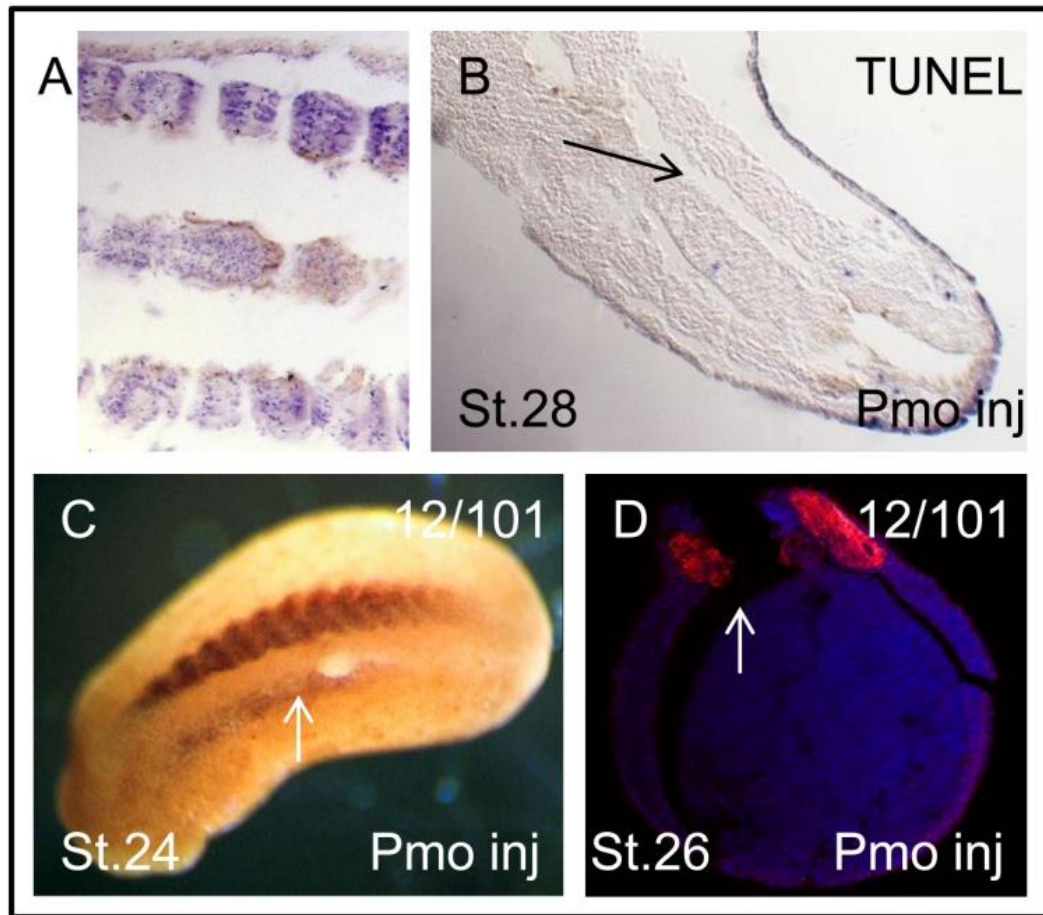 A
B
TUNEL
St.28
Pmo inj
C
12/101
St.24
Pmo inj
D
12/101
St.26
Pmo inj